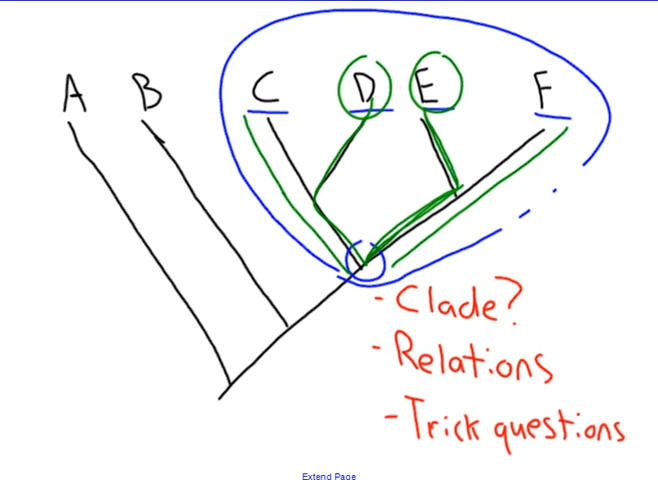 A B C D E F
- Clade?
- Relations
- Trick questions
Extend Page